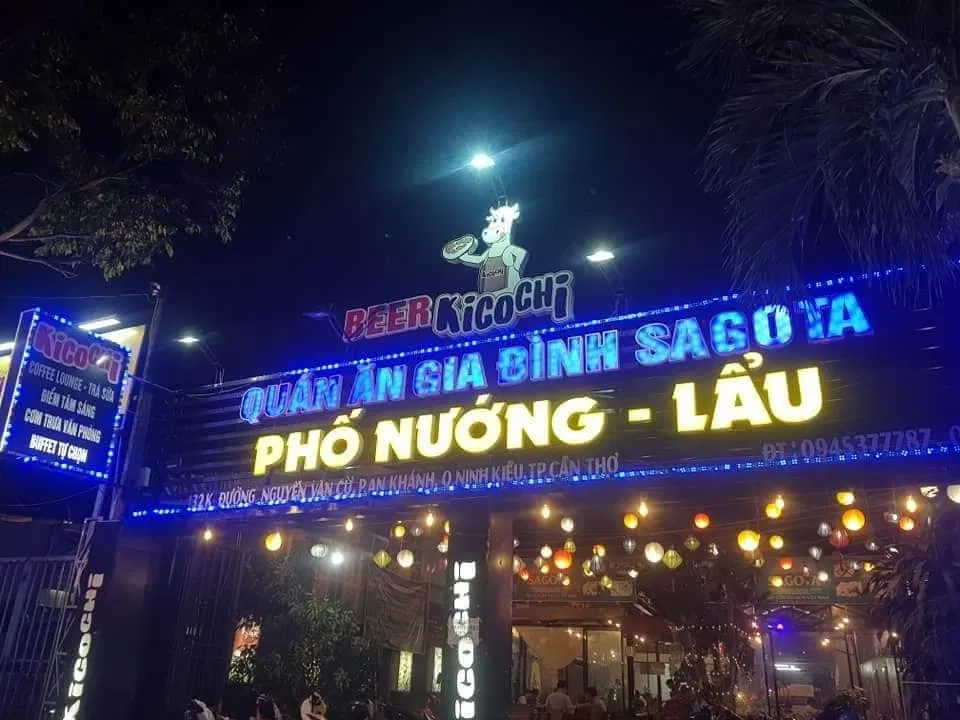 KiCOCHi
BEER KiCOCHi
QUÁN ĂN GIA ĐÌNH SAGOTA
PHỐ NƯỚNG - LẨU
ĐT : 0945377787
132K, ĐƯỜNG NGUYỄN VĂN CỪ, P.AN KHÁNH, Q.NINH KIỀU, TP.CẦN THƠ
KiCOCHi
COFFEE LOUNGE - TRÀ SỮA
ĐIỂM TÂM SÁNG
CƠM TRƯA VĂN PHÒNG
BUFFET TỰ CHỌN
KiCOCHi
KiCOCHi